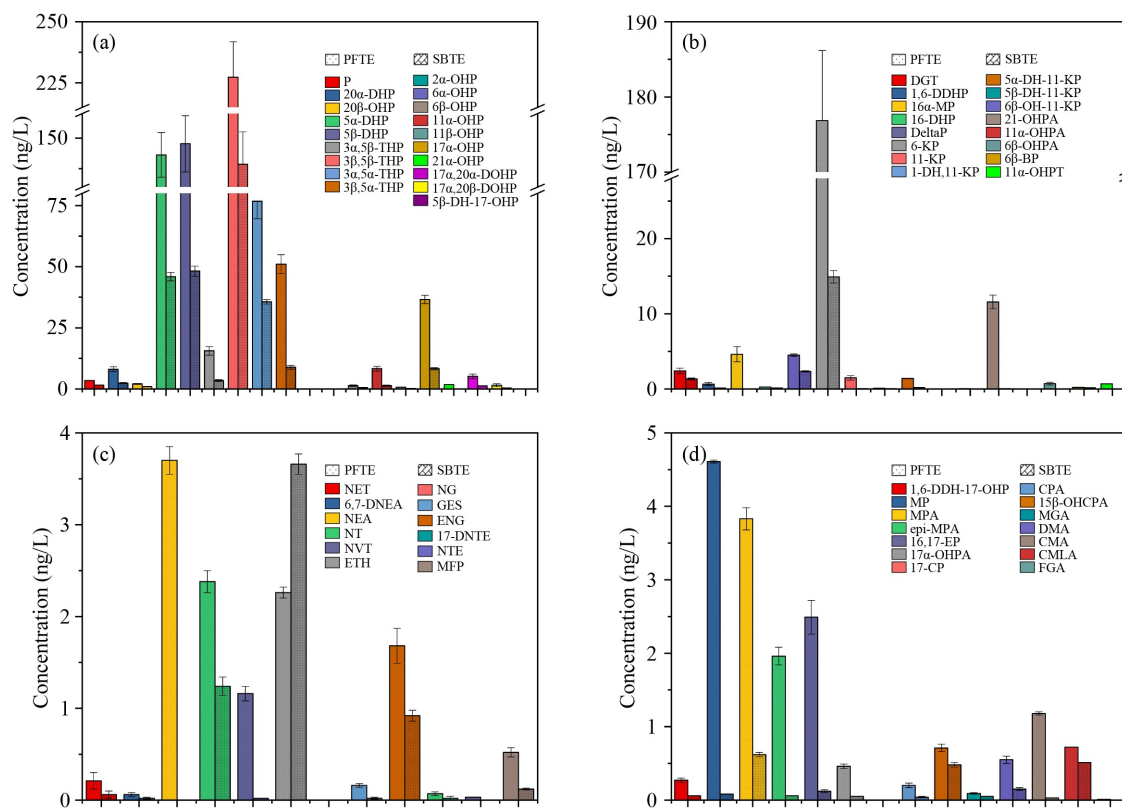 (a)
Concentration (ng/L)
250
225
150
75
50
25
0
PFTE
SBTE
P
20α-DHP
20β-OHP
5α-DHP
5β-DHP
3α,5β-THP
3β,5β-THP
3α,5α-THP
3β,5α-THP
2α-OHP
6α-OHP
6β-OHP
11α-OHP
11β-OHP
17α-OHP
21α-OHP
17α,20α-DOHP
17α,20β-DOHP
5β-DH-17-OHP
(b)
Concentration (ng/L)
190
180
170
20
10
0
PFTE
SBTE
DGT
1,6-DDHP
16α-MP
16-DHP
DeltaP
6-KP
11-KP
1-DH,11-KP
5α-DH-11-KP
5β-DH-11-KP
6β-OH-11-KP
21-OHPA
11α-OHPA
6β-OHPA
6β-BP
11α-OHPT
(c)
Concentration (ng/L)
4
3
2
1
0
PFTE
SBTE
NET
6,7-DNEA
NEA
NT
NVT
ETH
NG
GES
ENG
17-DNTE
NTE
MFP
(d)
Concentration (ng/L)
5
4
3
2
1
0
PFTE
SBTE
1,6-DDH-17-OHP
MP
MPA
epi-MPA
16,17-EP
17α-OHPA
17-CP
CPA
15β-OHCPA
MGA
DMA
CMA
CMLA
FGA